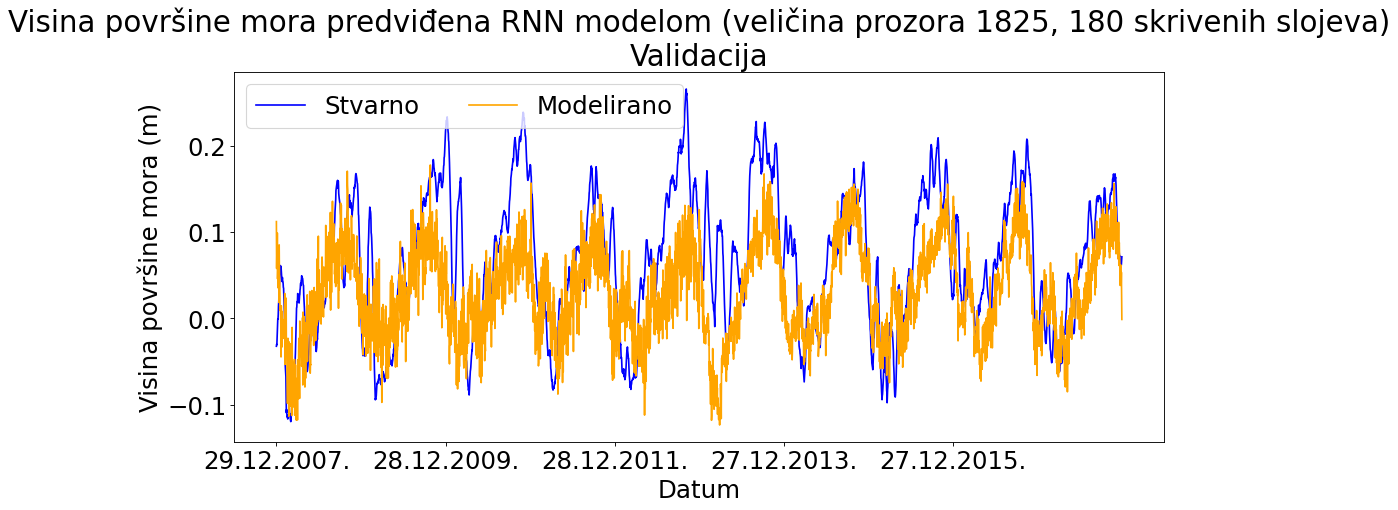 Visina površine mora predviđena RNN modelom (veličina prozora 1825, 180 skrivenih slojeva)
Validacija
Stvarno Modelirano
Visina površine mora (m)
0.2
0.1
0.0
−0.1
29.12.2007. 28.12.2009. 28.12.2011. 27.12.2013. 27.12.2015.
Datum